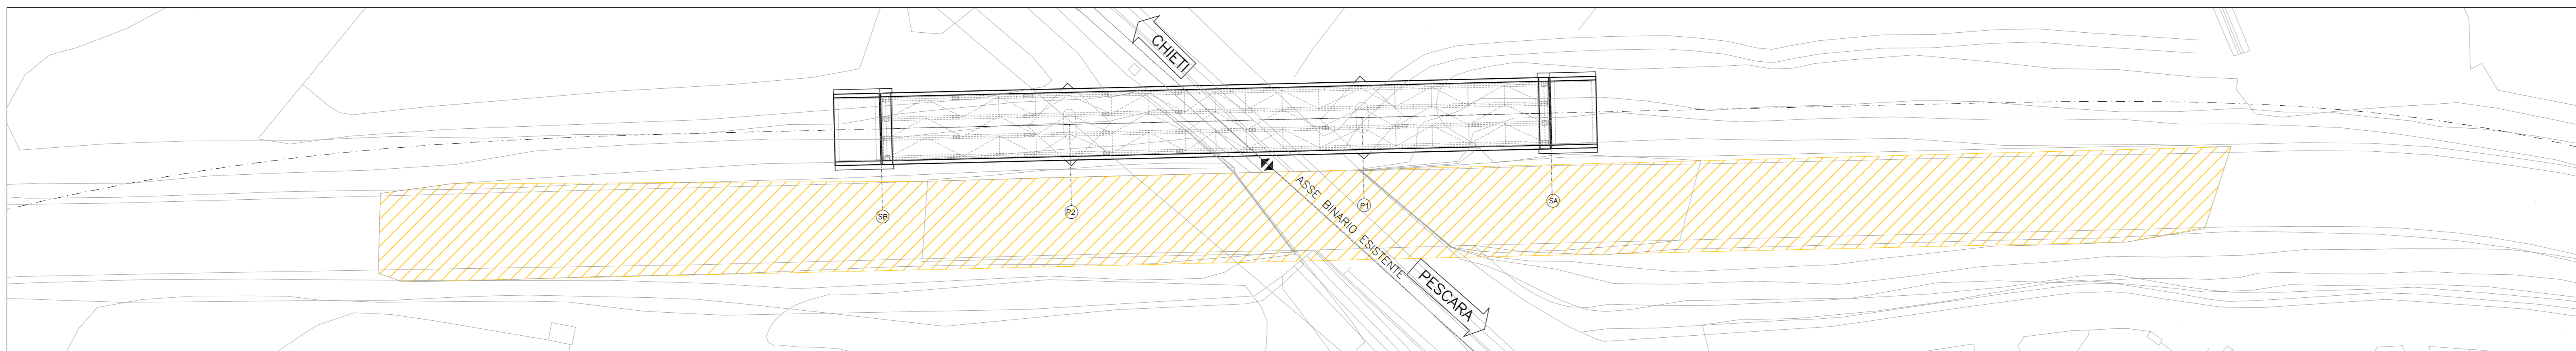 CHIETI
ASSE BINARIO ESISTENTE
SB
P2
P1
SA
PESCARA